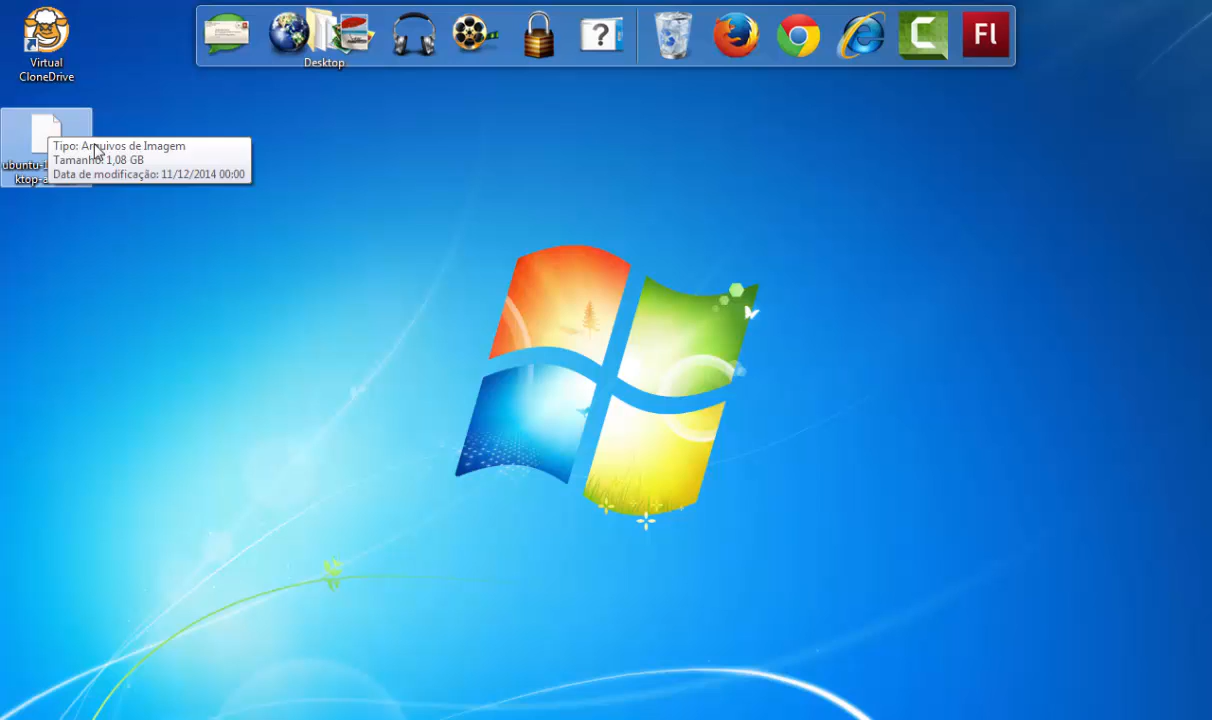 Virtual
CloneDrive
Desktop
?
Fl
Tipo: Arquivos de Imagem
Tamanho: 1,08 GB
Data de modificação: 11/12/2014 00:00